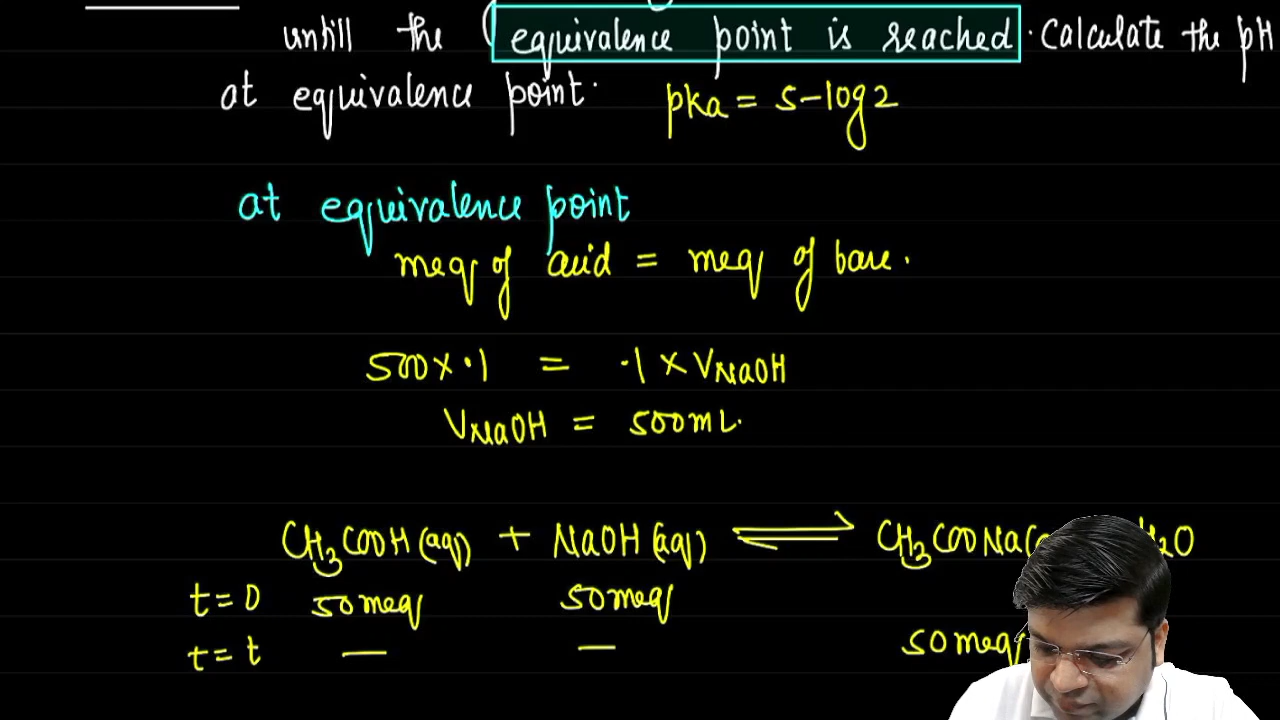 untill the equivalence point is reached. Calculate the pH
at equivalence point. pka = 5-log2
at equivalence point
meq of acid = meq of base.
500×.1 = .1 × VNaOH
VNaOH = 500mL.
CH3COOH (aq) + NaOH (aq) ⇌ CH3COONa( H2O
t=0 50meq 50meq
t=t — — 50meq